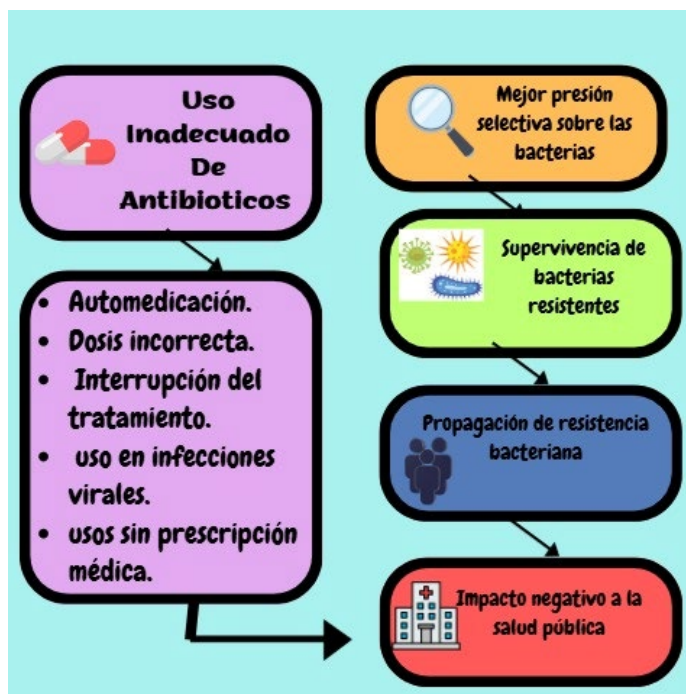 Uso
Inadecuado
De
Antibioticos
• Automedicación.
• Dosis incorrecta.
• Interrupción del
tratamiento.
• uso en infecciones
virales.
• usos sin prescripción
médica.
Mejor presión
selectiva sobre las
bacterias
Supervivencia de
bacterias
resistentes
Propagación de resistencia
bacteriana
Impacto negativo a la
salud pública